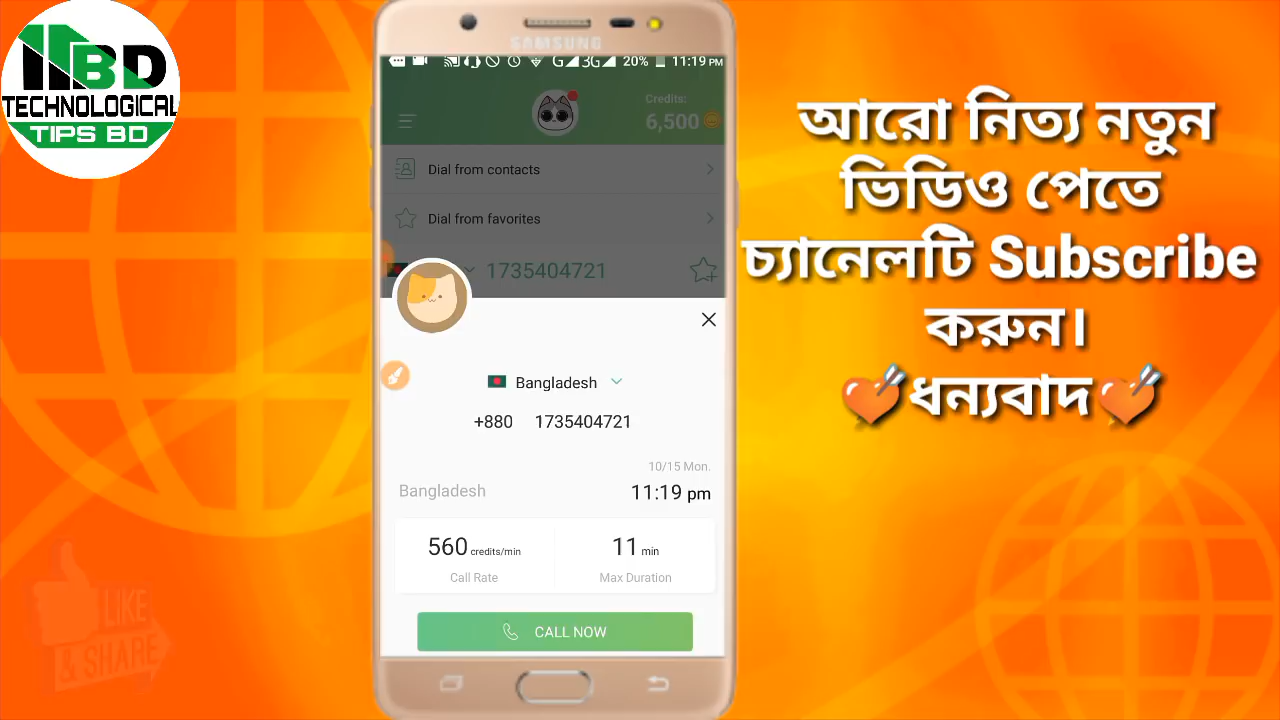 BD
TECHNOLOGICAL
TIPS BD
SAMSUNG
G 3G 20% 11:19 PM
Credits:
6,500
Dial from contacts
Dial from favorites
1735404721
Bangladesh
+880 1735404721
10/15 Mon.
Bangladesh
11:19 pm
560 credits/min
Call Rate
11 min
Max Duration
CALL NOW
আরো নিত্য নতুন
ভিডিও পেতে
চ্যানেলটি Subscribe
করুন।
ধন্যবাদ
LIKE
& SHARE